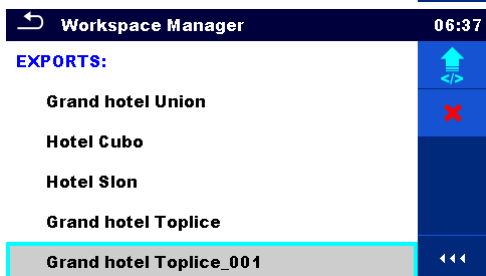 Workspace Manager 06:37
EXPORTS:
</>
Grand hotel Union
Hotel Cubo
Hotel Slon
Grand hotel Toplice
Grand hotel Toplice_001